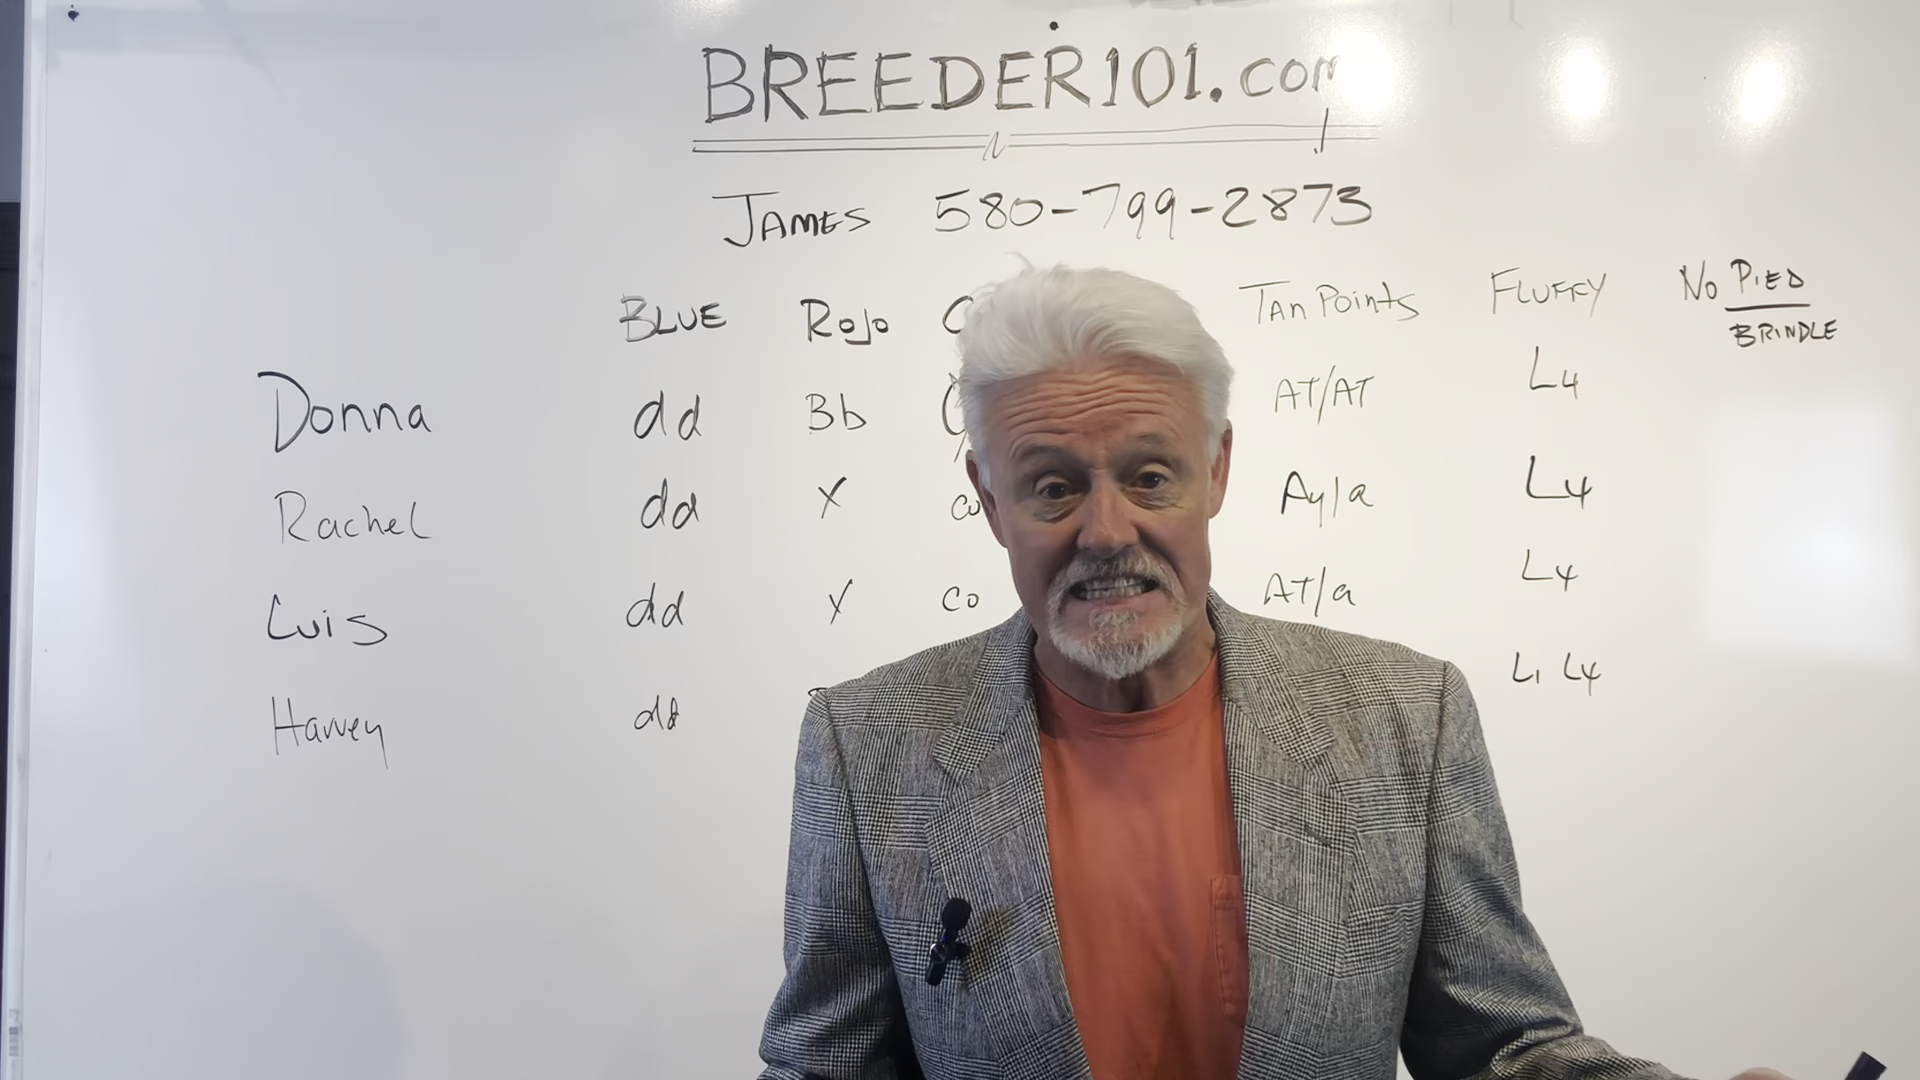 BREEDER101.com
JAMES 580-799-2873
BLUE Rojo Tan Points FLUFFY No PIED
BRINDLE
Donna dd Bb AT/AT L4
Rachel dd X co Ay/a L4
Luis dd Y co AT/a L4
Harvey dd L1 L4